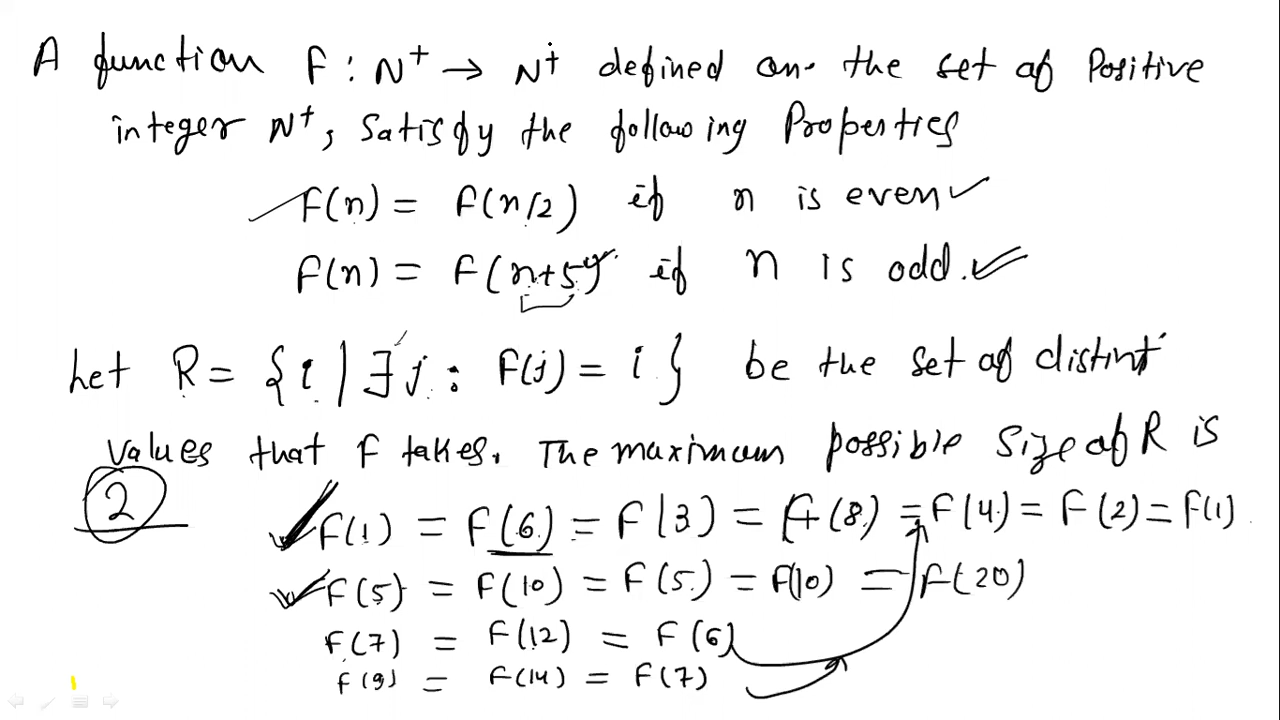 A function F : N⁺ → N⁺ defined on the set of Positive
integer N⁺, Satisfy the following Properties
F(n) = F(n/2) if n is even
F(n) = F(n+5) if n is odd.
Let R = {i | ∃ j : F(j) = i } be the set of distint
values that F takes. The maximum possible Size of R is
2
F(1) = F(6) = F(3) = F(8) = F(4) = F(2) = F(1)
F(5) = F(10) = F(5) = F(10) = F(20)
F(7) = F(12) = F(6)
F(9) = F(14) = F(7)